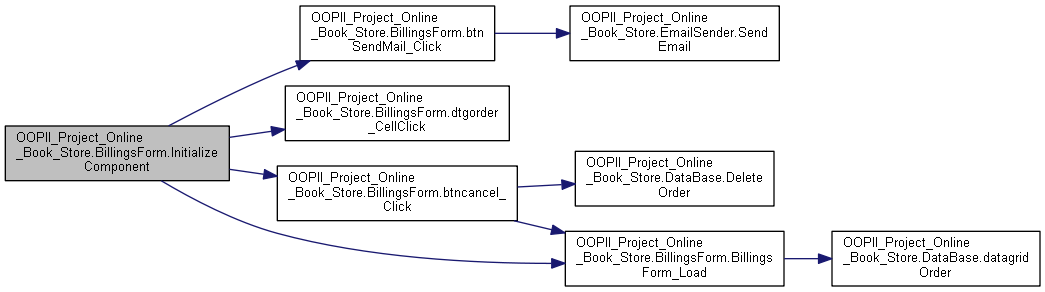 OOPII_Project_Online
_Book_Store.BillingsForm.btn
SendMail_Click
OOPII_Project_Online
_Book_Store.EmailSender.Send
Email
OOPII_Project_Online
_Book_Store.BillingsForm.dtgorder
_CellClick
OOPII_Project_Online
_Book_Store.BillingsForm.Initialize
Component
OOPII_Project_Online
_Book_Store.BillingsForm.btncancel_
Click
OOPII_Project_Online
_Book_Store.DataBase.Delete
Order
OOPII_Project_Online
_Book_Store.BillingsForm.Billings
Form_Load
OOPII_Project_Online
_Book_Store.DataBase.datagrid
Order